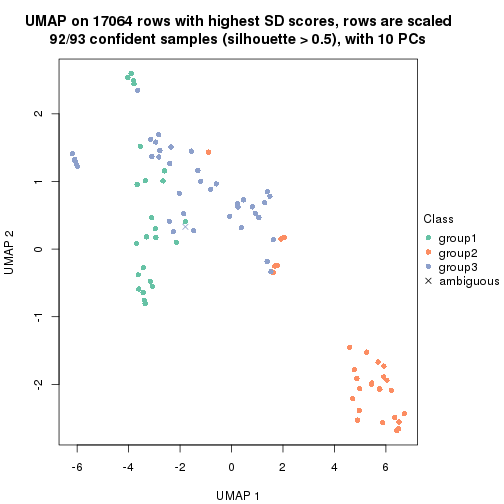 UMAP on 17064 rows with highest SD scores, rows are scaled
92/93 confident samples (silhouette > 0.5), with 10 PCs
2
1
0
-1
-2
UMAP 2
-6
-4
-2
0
2
4
6
UMAP 1
Class
group1
group2
group3
ambiguous